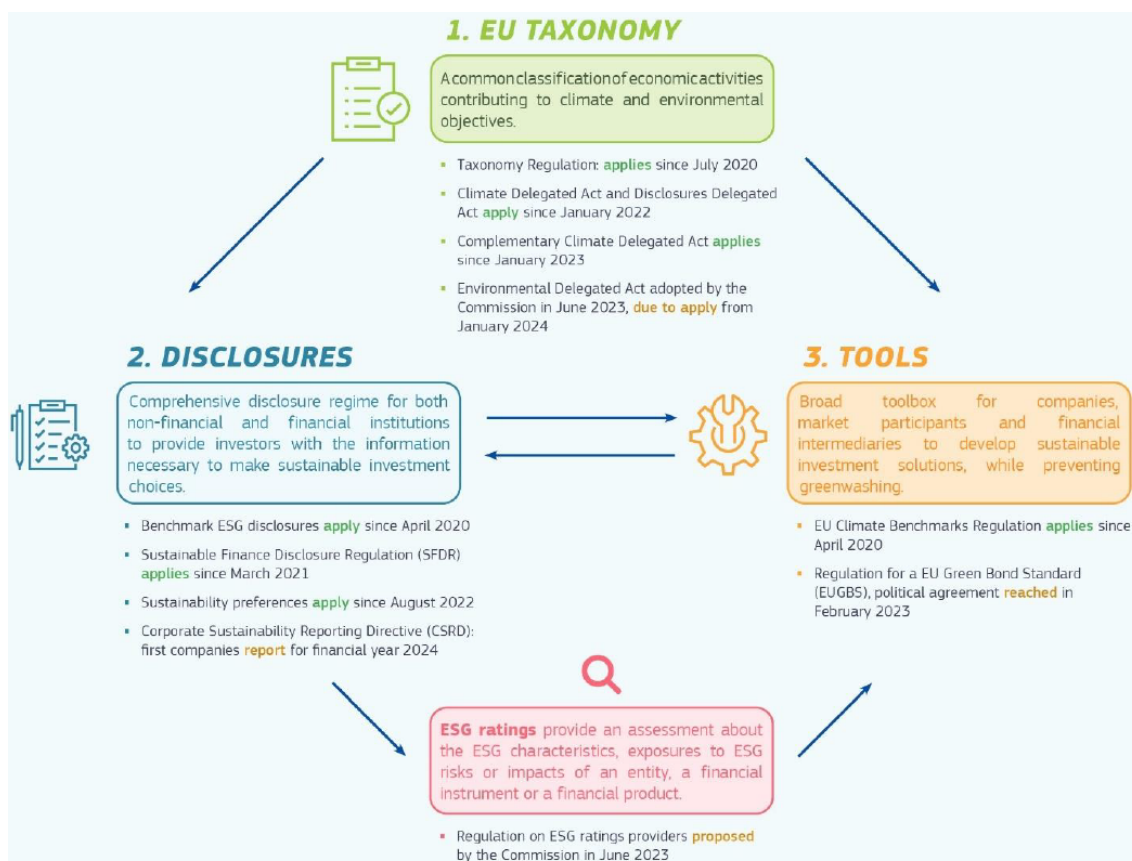 1. EU TAXONOMY
A common classification of economic activities
contributing to climate and environmental
objectives.
Taxonomy Regulation: applies since July 2020
Climate Delegated Act and Disclosures Delegated
Act apply since January 2022
Complementary Climate Delegated Act applies
since January 2023
Environmental Delegated Act adopted by the
Commission in June 2023, due to apply from
January 2024
2. DISCLOSURES
Comprehensive disclosure regime for both
non-financial and financial institutions
to provide investors with the information
necessary to make sustainable investment
choices.
Benchmark ESG disclosures apply since April 2020
Sustainable Finance Disclosure Regulation (SFDR)
applies since March 2021
Sustainability preferences apply since August 2022
Corporate Sustainability Reporting Directive (CSRD):
first companies report for financial year 2024
3. TOOLS
Broad toolbox for companies,
market participants and financial
intermediaries to develop sustainable
investment solutions, while preventing
greenwashing.
EU Climate Benchmarks Regulation applies since
April 2020
Regulation for a EU Green Bond Standard
(EUGBS), political agreement reached in
February 2023
ESG ratings provide an assessment about
the ESG characteristics, exposures to ESG
risks or impacts of an entity, a financial
instrument or a financial product.
Regulation on ESG ratings providers proposed
by the Commission in June 2023